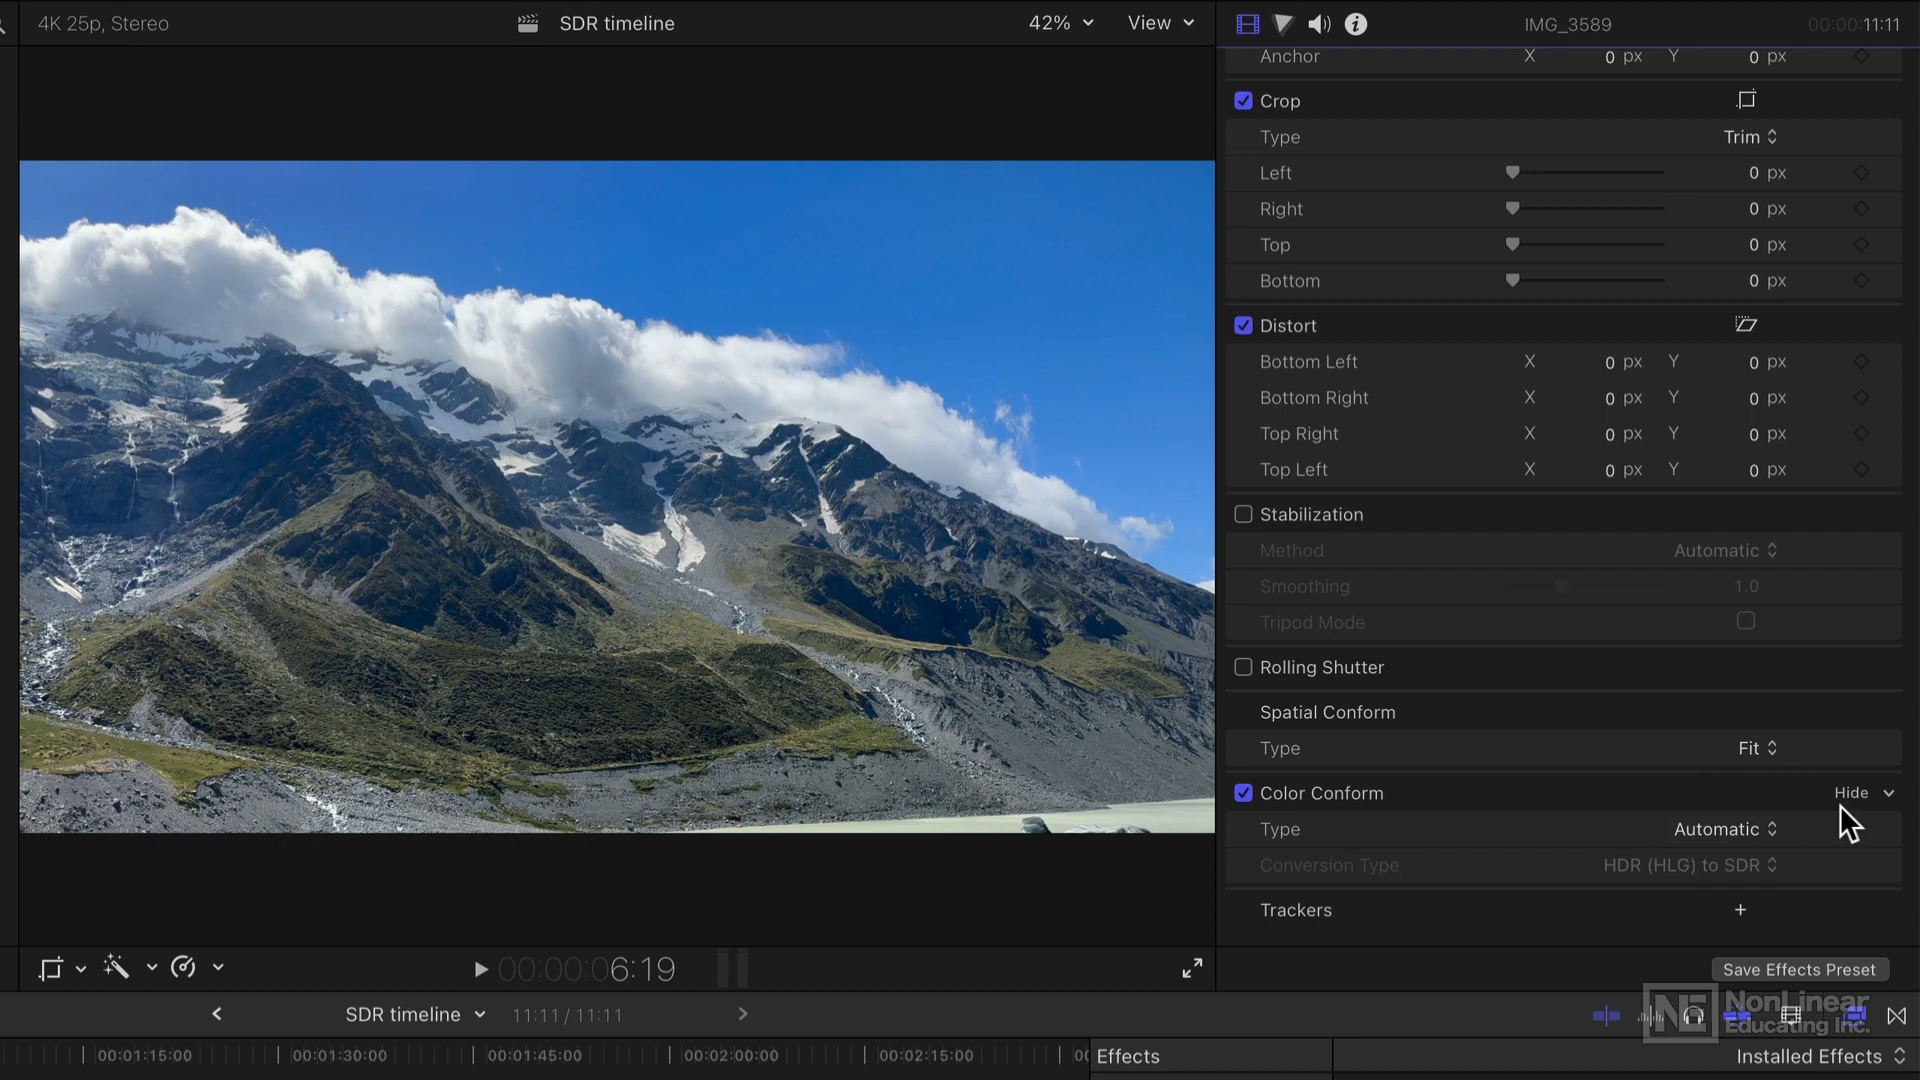 4K 25p, Stereo
SDR timeline
42%
View
IMG_3589
00:00:11:11
Anchor X 0 px Y 0 px
Crop
Type Trim
Left 0 px
Right 0 px
Top 0 px
Bottom 0 px
Distort
Bottom Left X 0 px Y 0 px
Bottom Right X 0 px Y 0 px
Top Right X 0 px Y 0 px
Top Left X 0 px Y 0 px
Stabilization
Method Automatic
Smoothing 1.0
Tripod Mode
Rolling Shutter
Spatial Conform
Type Fit
Color Conform Hide
Type Automatic
Conversion Type HDR (HLG) to SDR
Trackers +
00:00:06:19
Save Effects Preset
SDR timeline
11:11 / 11:11
NE NonLinear
Educating Inc.
00:01:15:00 00:01:30:00 00:01:45:00 00:02:00:00 00:02:15:00
Effects
Installed Effects